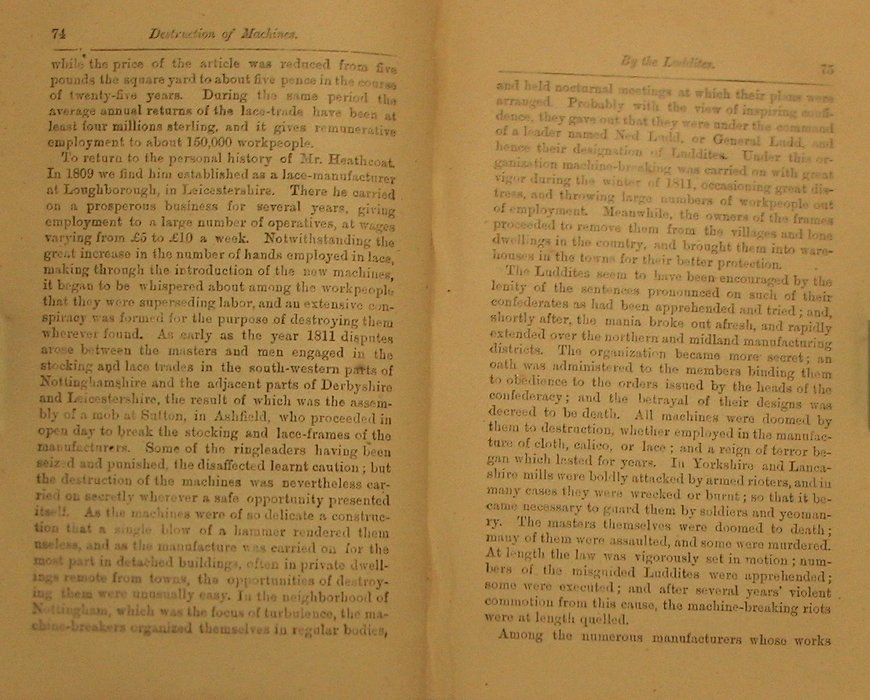 74 Destruction of Machines.
while the price of the article was reduced from five
pounds the square yard to about five pence in the course
of twenty-five years. During the same period the
average annual returns of the lace-trade have been at
least four millions sterling, and it gives remunerative
employment to about 150,000 workpeople.
To return to the personal history of Mr. Heathcoat.
In 1809 we find him established as a lace-manufacturer
at Loughborough, in Leicestershire. There he carried
on a prosperous business for several years, giving
employment to a large number of operatives, at wages
varying from £5 to £10 a week. Notwithstanding the
great increase in the number of hands employed in lace,
making through the introduction of the new machines,
it began to be whispered about among the workpeople
that they were superseding labor, and an extensive con-
spiracy was formed for the purpose of destroying them
wherever found. As early as the year 1811 disputes
arose between the masters and men engaged in the
stocking and lace trades in the south-western parts of
Nottinghamshire and the adjacent parts of Derbyshire
and Leicestershire, the result of which was the assem-
bly of a mob at Sutton, in Ashfield, who proceeded in
open day to break the stocking and lace-frames of the
manufacturers. Some of the ringleaders having been
seized and punished, the disaffected learnt caution; but
the destruction of the machines was nevertheless car-
ried on secretly wherever a safe opportunity presented
itself. As the machines were of so delicate a construc-
tion that a single blow of a hammer rendered them
useless, and as the manufacture was carried on for the
most part in detached buildings, often in private dwell-
ings remote from towns, the opportunities of destroy-
ing them were unusually easy. In the neighborhood of
Nottingham, which was the focus of turbulence, the ma-
chine-breakers organized themselves in regular bodies,
By the Luddites. 75
and held nocturnal meetings at which their plans were
arranged. Probably with the view of inspiring confi-
dence, they gave out that they were under the command
of a leader named Ned Ludd, or General Ludd, and
hence their designation of Luddites. Under this or-
ganization machine-breaking was carried on with great
vigor during the winter of 1811, occasioning great dis-
tress, and throwing large numbers of workpeople out
of employment. Meanwhile, the owners of the frames
proceeded to remove them from the villages and lone
dwellings in the country, and brought them into ware-
houses in the towns for their better protection.
The Luddites seem to have been encouraged by the
lenity of the sentences pronounced on such of their
confederates as had been apprehended and tried; and,
shortly after, the mania broke out afresh, and rapidly
extended over the northern and midland manufacturing
districts. The organization became more secret; an
oath was administered to the members binding them
to obedience to the orders issued by the heads of the
confederacy; and the betrayal of their designs was
decreed to be death. All machines were doomed by
them to destruction, whether employed in the manufac-
ture of cloth, calico, or lace; and a reign of terror be-
gan which lasted for years. In Yorkshire and Lanca-
shire mills were boldly attacked by armed rioters, and in
many cases they were wrecked or burnt; so that it be-
came necessary to guard them by soldiers and yeoman-
ry. The masters themselves were doomed to death;
many of them were assaulted, and some were murdered.
At length the law was vigorously set in motion; num-
bers of the misguided Luddites were apprehended;
some were executed; and after several years' violent
commotion from this cause, the machine-breaking riots
were at length quelled.
Among the numerous manufacturers whose works